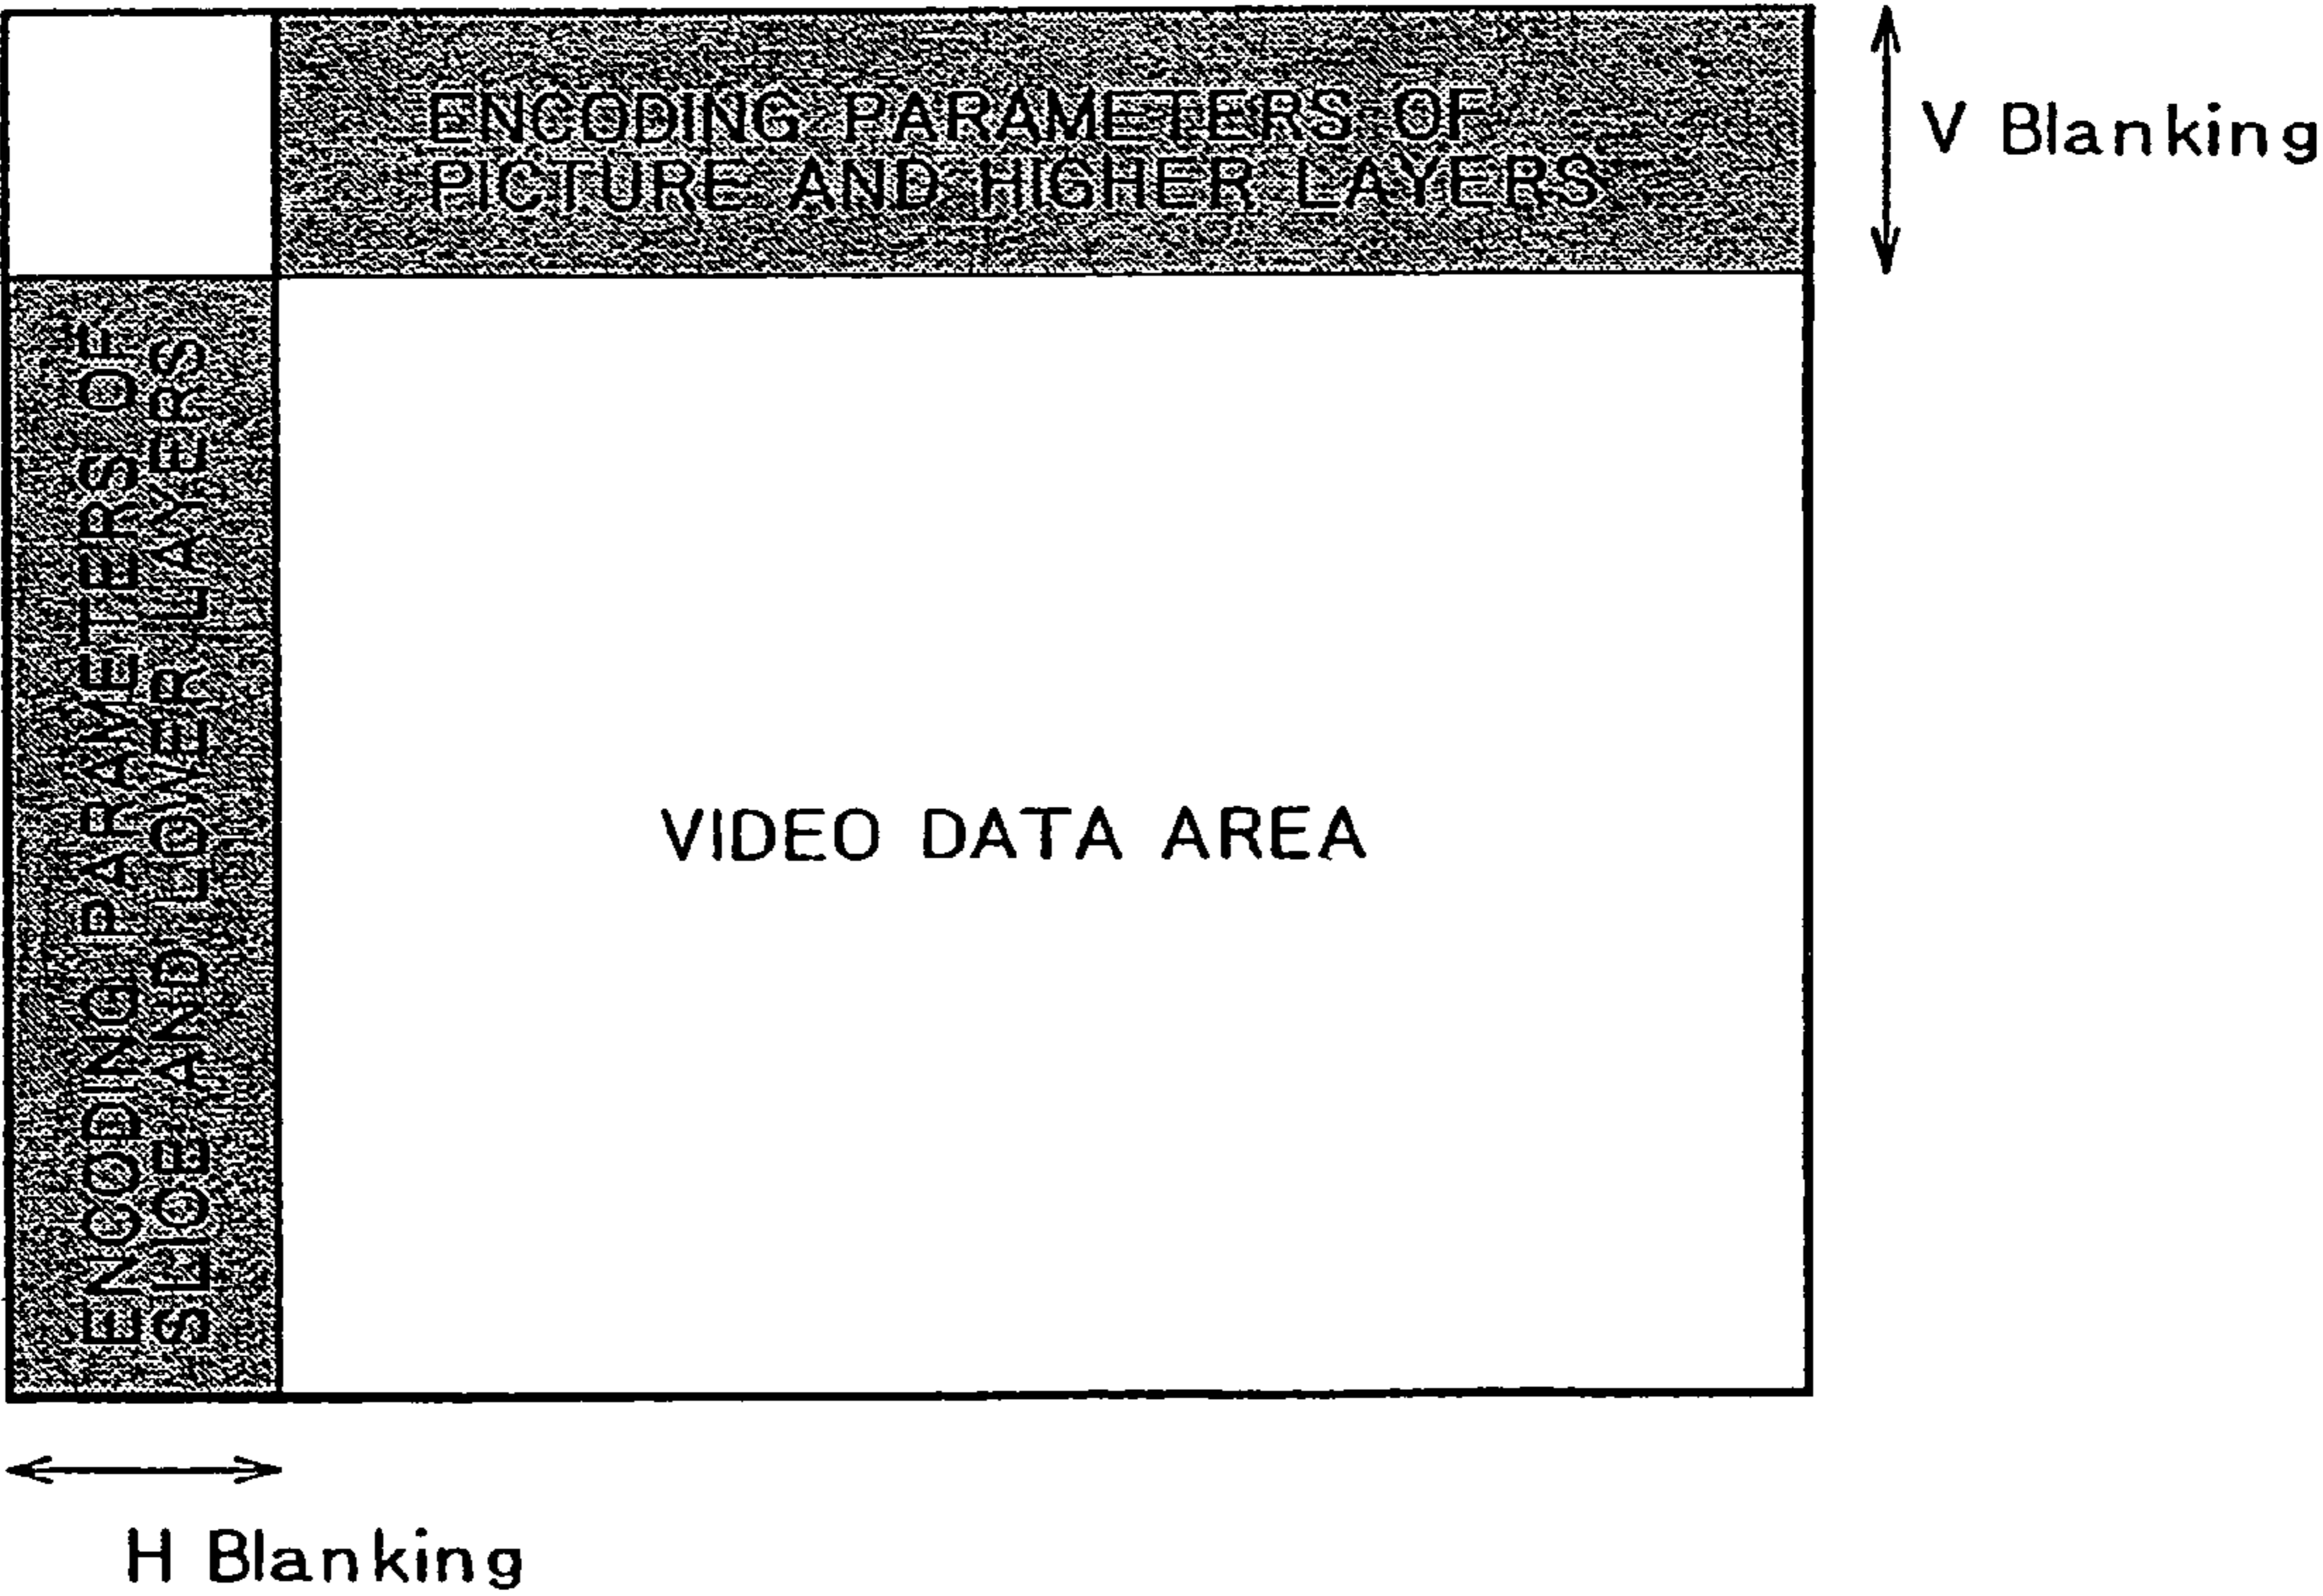 ENCODING PARAMETERS OF
PICTURE AND HIGHER LAYERS
V Blanking
ENCODING PARAMETERS OF
SLICE AND LOWER LAYERS
VIDEO DATA AREA
H Blanking